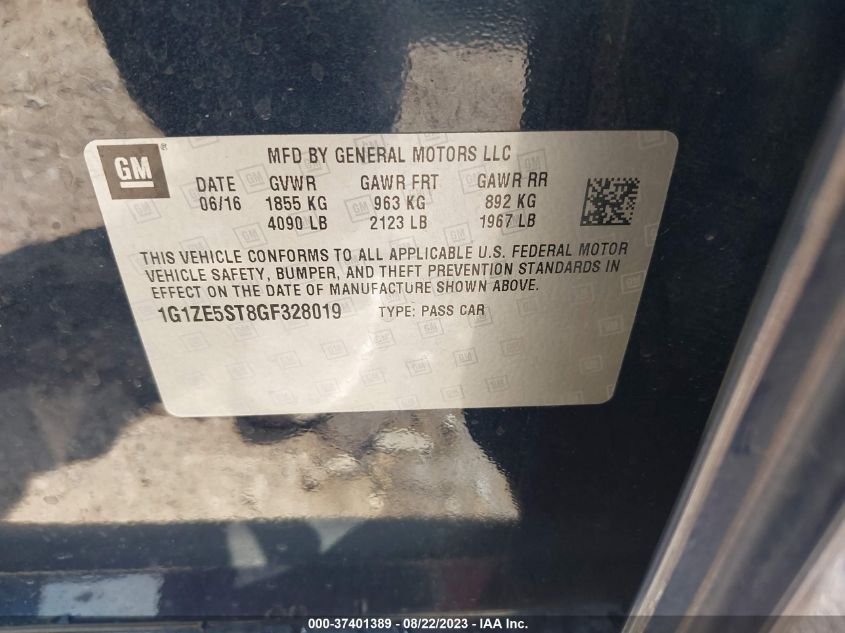 GM
MFD BY GENERAL MOTORS LLC
DATE GVWR GAWR FRT GAWR RR
06/16 1855 KG 963 KG 892 KG
4090 LB 2123 LB 1967 LB
THIS VEHICLE CONFORMS TO ALL APPLICABLE U.S. FEDERAL MOTOR
VEHICLE SAFETY, BUMPER, AND THEFT PREVENTION STANDARDS IN
EFFECT ON THE DATE OF MANUFACTURE SHOWN ABOVE.
1G1ZE5ST8GF328019 TYPE: PASS CAR
000-37401389 - 08/22/2023 - © IAA Inc.